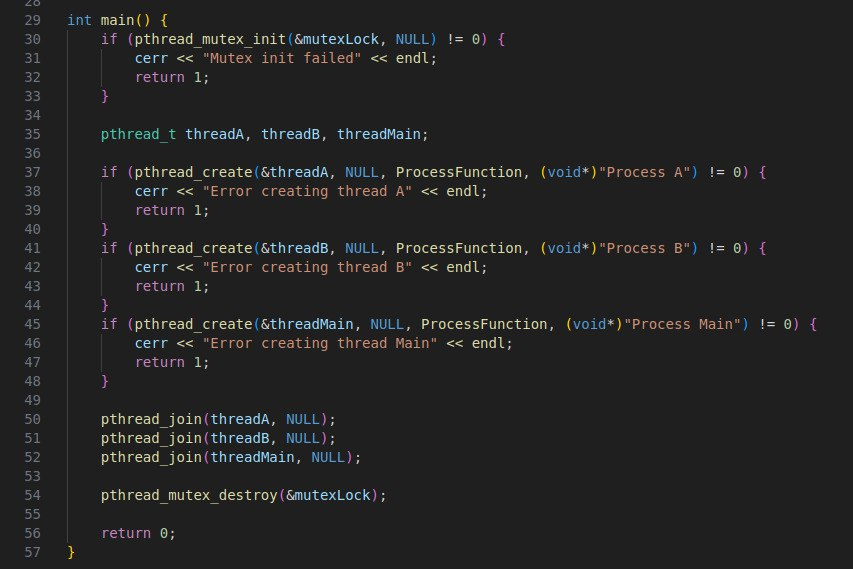 28
29 int main() {
30     if (pthread_mutex_init(&mutexLock, NULL) != 0) {
31         cerr << "Mutex init failed" << endl;
32         return 1;
33     }
34
35     pthread_t threadA, threadB, threadMain;
36
37     if (pthread_create(&threadA, NULL, ProcessFunction, (void*)"Process A") != 0) {
38         cerr << "Error creating thread A" << endl;
39         return 1;
40     }
41     if (pthread_create(&threadB, NULL, ProcessFunction, (void*)"Process B") != 0) {
42         cerr << "Error creating thread B" << endl;
43         return 1;
44     }
45     if (pthread_create(&threadMain, NULL, ProcessFunction, (void*)"Process Main") != 0) {
46         cerr << "Error creating thread Main" << endl;
47         return 1;
48     }
49
50     pthread_join(threadA, NULL);
51     pthread_join(threadB, NULL);
52     pthread_join(threadMain, NULL);
53
54     pthread_mutex_destroy(&mutexLock);
55
56     return 0;
57 }